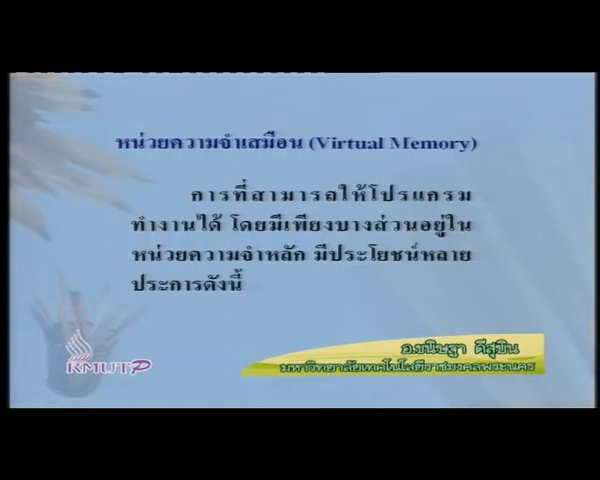 หน่วยความจำเสมือน (Virtual Memory)
การที่สามารถให้โปรแกรม
ทำงานได้ โดยมีเพียงบางส่วนอยู่ใน
หน่วยความจำหลัก มีประโยชน์หลาย
ประการดังนี้
อ.ขนิษฐา ดีสุบิน
มหาวิทยาลัยเทคโนโลยีราชมงคลพระนคร
RMUTP